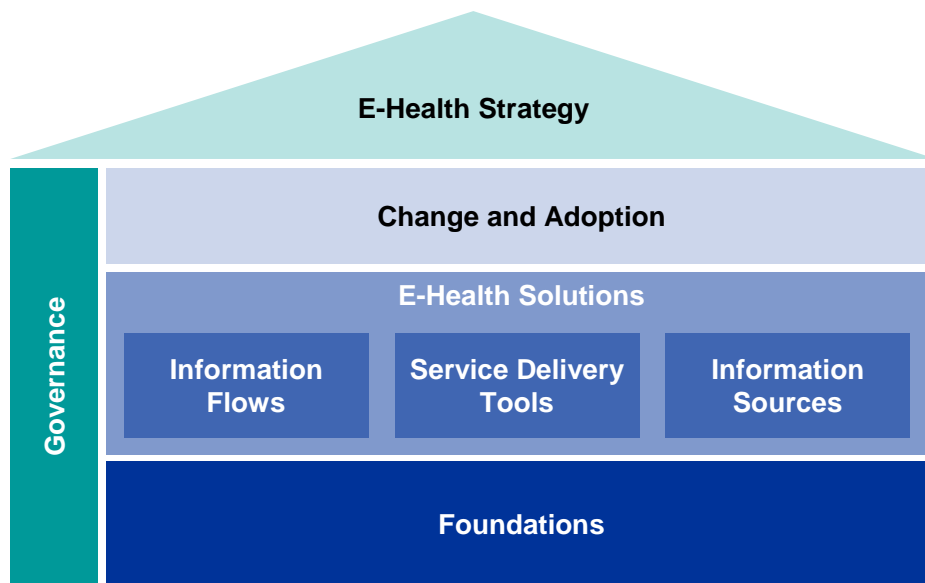 E-Health Strategy
Change and Adoption
Governance
E-Health Solutions
Information
Flows
Service Delivery
Tools
Information
Sources
Foundations